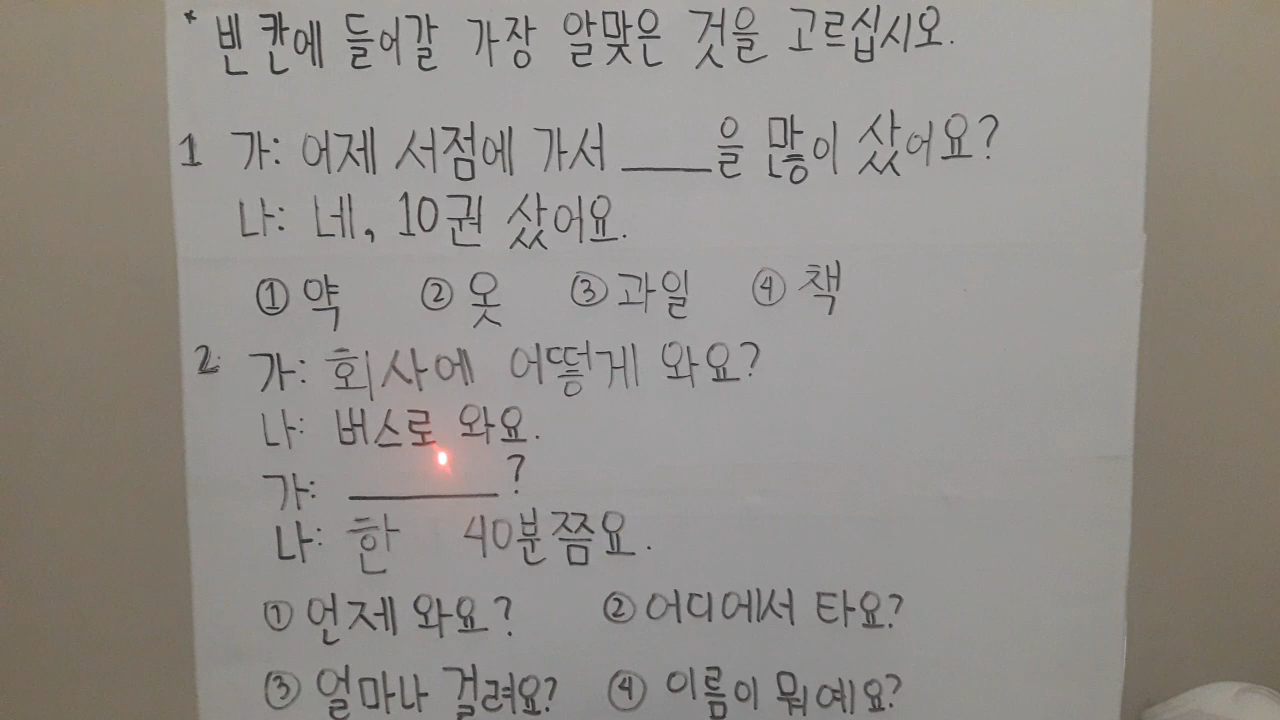 * 빈 칸에 들어갈 가장 알맞은 것을 고르십시오.
1 가: 어제 서점에 가서 ____을 많이 샀어요?
나: 네, 10권 샀어요.
① 약 ② 옷 ③ 과일 ④ 책
2. 가: 회사에 어떻게 와요?
나: 버스로 와요.
가: ________?
나: 한 40분쯤요.
① 언제 와요? ② 어디에서 타요?
③ 얼마나 걸려요? ④ 이름이 뭐예요?